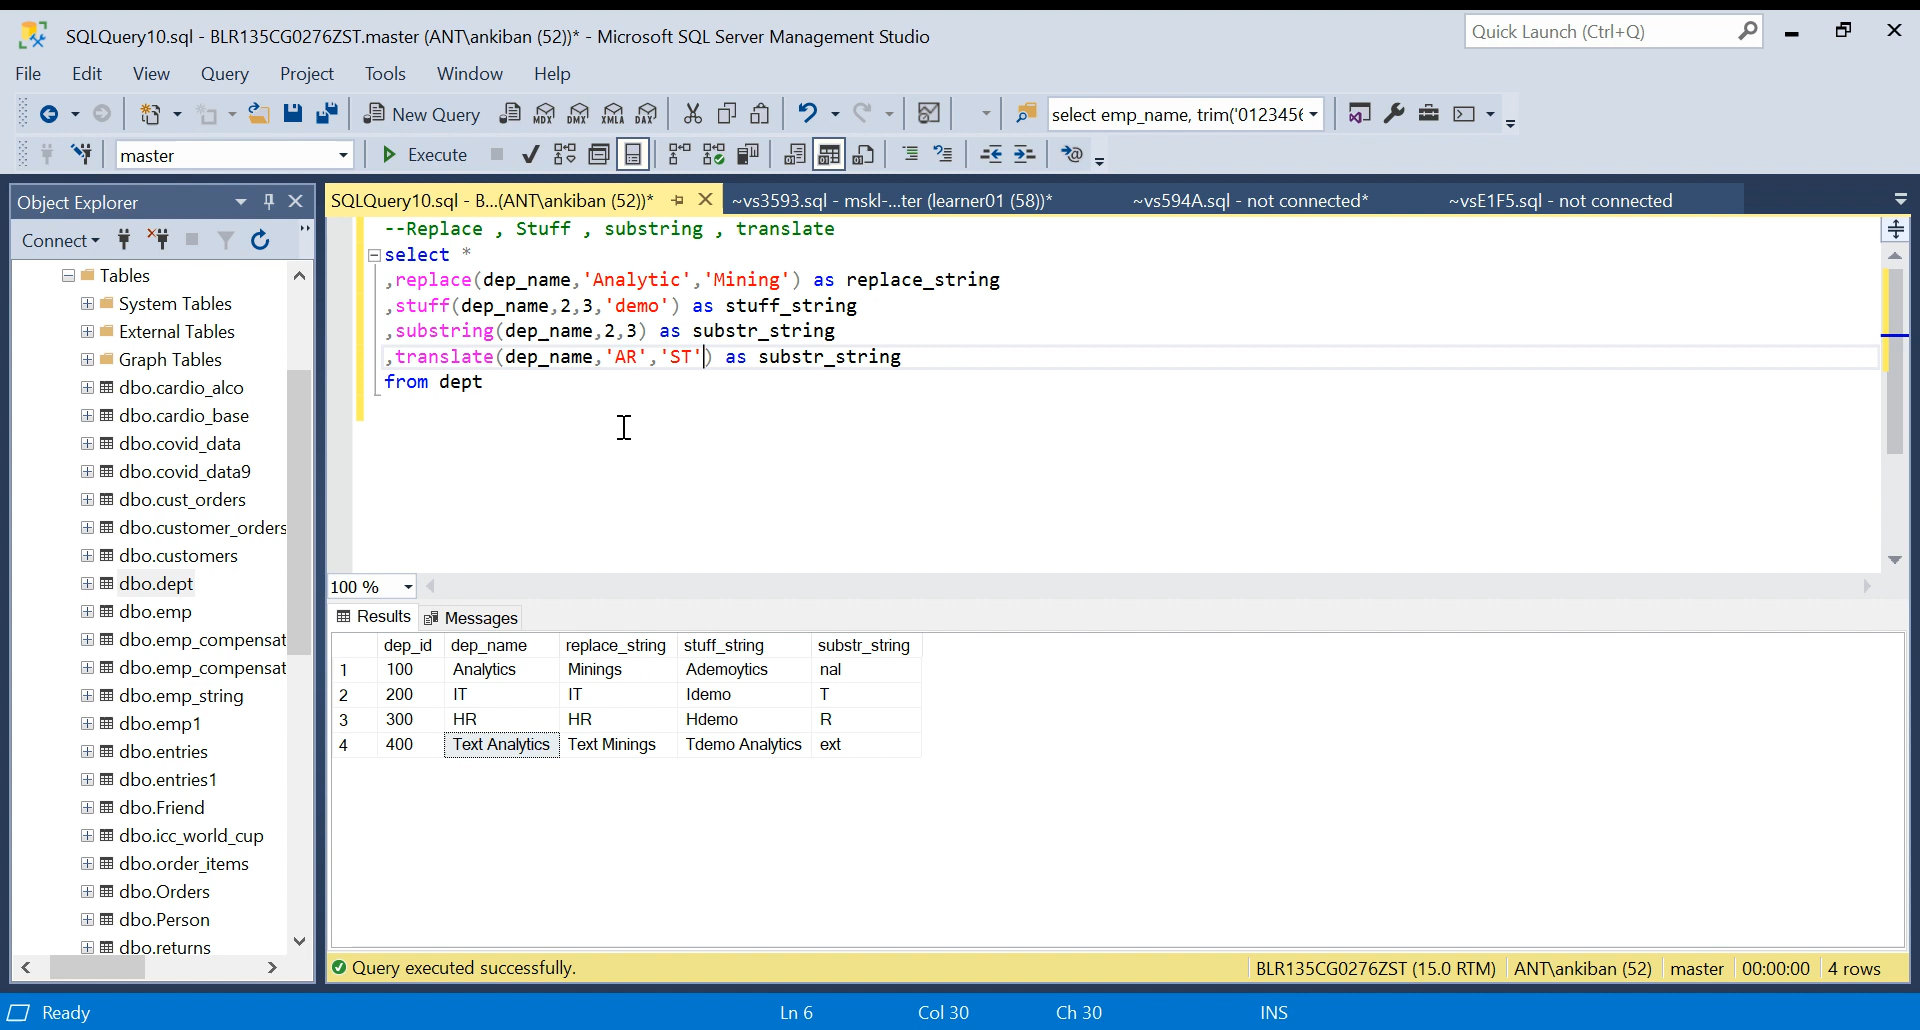 SQLQuery10.sql - BLR135CG0276ZST.master (ANT\ankiban (52))* - Microsoft SQL Server Management Studio
Quick Launch (Ctrl+Q)
File Edit View Query Project Tools Window Help
New Query MDX DMX XMLA DAX select emp_name, trim('0123456
master Execute
Object Explorer
SQLQuery10.sql - B...(ANT\ankiban (52))* ~vs3593.sql - mskl-...ter (learner01 (58))* ~vs594A.sql - not connected* ~vsE1F5.sql - not connected
Connect
Tables
System Tables
External Tables
Graph Tables
dbo.cardio_alco
dbo.cardio_base
dbo.covid_data
dbo.covid_data9
dbo.cust_orders
dbo.customer_orders
dbo.customers
dbo.dept
dbo.emp
dbo.emp_compensat
dbo.emp_compensat
dbo.emp_string
dbo.emp1
dbo.entries
dbo.entries1
dbo.Friend
dbo.icc_world_cup
dbo.order_items
dbo.Orders
dbo.Person
dbo.returns
--Replace , Stuff , substring , translate
select *
,replace(dep_name,'Analytic','Mining') as replace_string
,stuff(dep_name,2,3,'demo') as stuff_string
,substring(dep_name,2,3) as substr_string
,translate(dep_name,'AR','ST') as substr_string
from dept
100 %
Results Messages
dep_id dep_name replace_string stuff_string substr_string
1 100 Analytics Minings Ademoytics nal
2 200 IT IT Idemo T
3 300 HR HR Hdemo R
4 400 Text Analytics Text Minings Tdemo Analytics ext
Query executed successfully.
BLR135CG0276ZST (15.0 RTM) ANT\ankiban (52) master 00:00:00 4 rows
Ready Ln 6 Col 30 Ch 30 INS